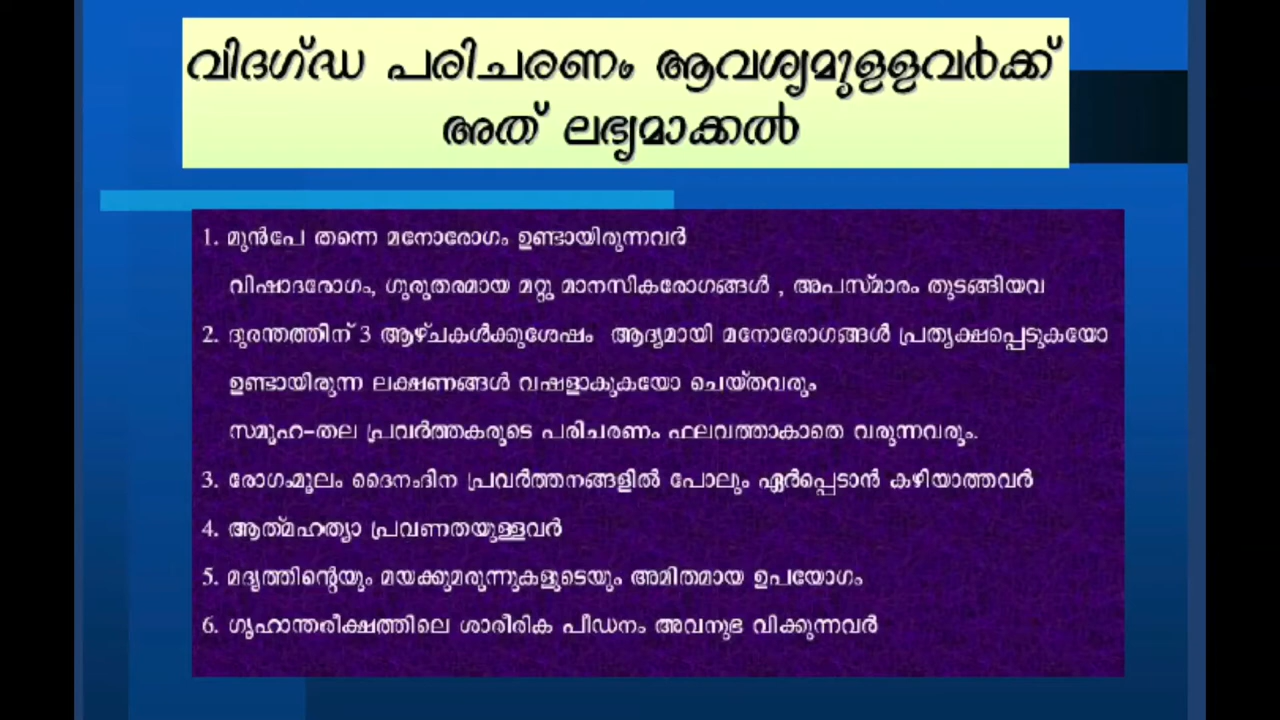 വിദഗ്ദ്ധ പരിചരണം ആവശ്യമുളളവർക്ക്
അത് ലഭ്യമാക്കൽ
1. മുൻപേ തന്നെ മനോരോഗം ഉണ്ടായിരുന്നവർ
വിഷാദരോഗം, ഗുരുതരമായ മറ്റു മാനസികരോഗങ്ങൾ , അപസ്മാരം തുടങ്ങിയവ
2. ദുരന്തത്തിന് 3 ആഴ്ചകൾക്കുശേഷം ആദ്യമായി മനോരോഗങ്ങൾ പ്രത്യക്ഷപ്പെടുകയോ
ഉണ്ടായിരുന്ന ലക്ഷണങ്ങൾ വഷളാകുകയോ ചെയ്തവരും
സമൂഹ-തല പ്രവർത്തകരുടെ പരിചരണം ഫലവത്താകാതെ വരുന്നവരും.
3. രോഗംമൂലം ദൈനംദിന പ്രവർത്തനങ്ങളിൽ പോലും ഏർപ്പെടാൻ കഴിയാത്തവർ
4. ആത്മഹത്യാ പ്രവണതയുള്ളവർ
5. മദ്യത്തിന്റെയും മയക്കുമരുന്നുകളുടെയും അമിതമായ ഉപയോഗം
6. ഗൃഹാന്തരീക്ഷത്തിലെ ശാരീരിക പീഡനം അവനുഭ വിക്കുന്നവർ